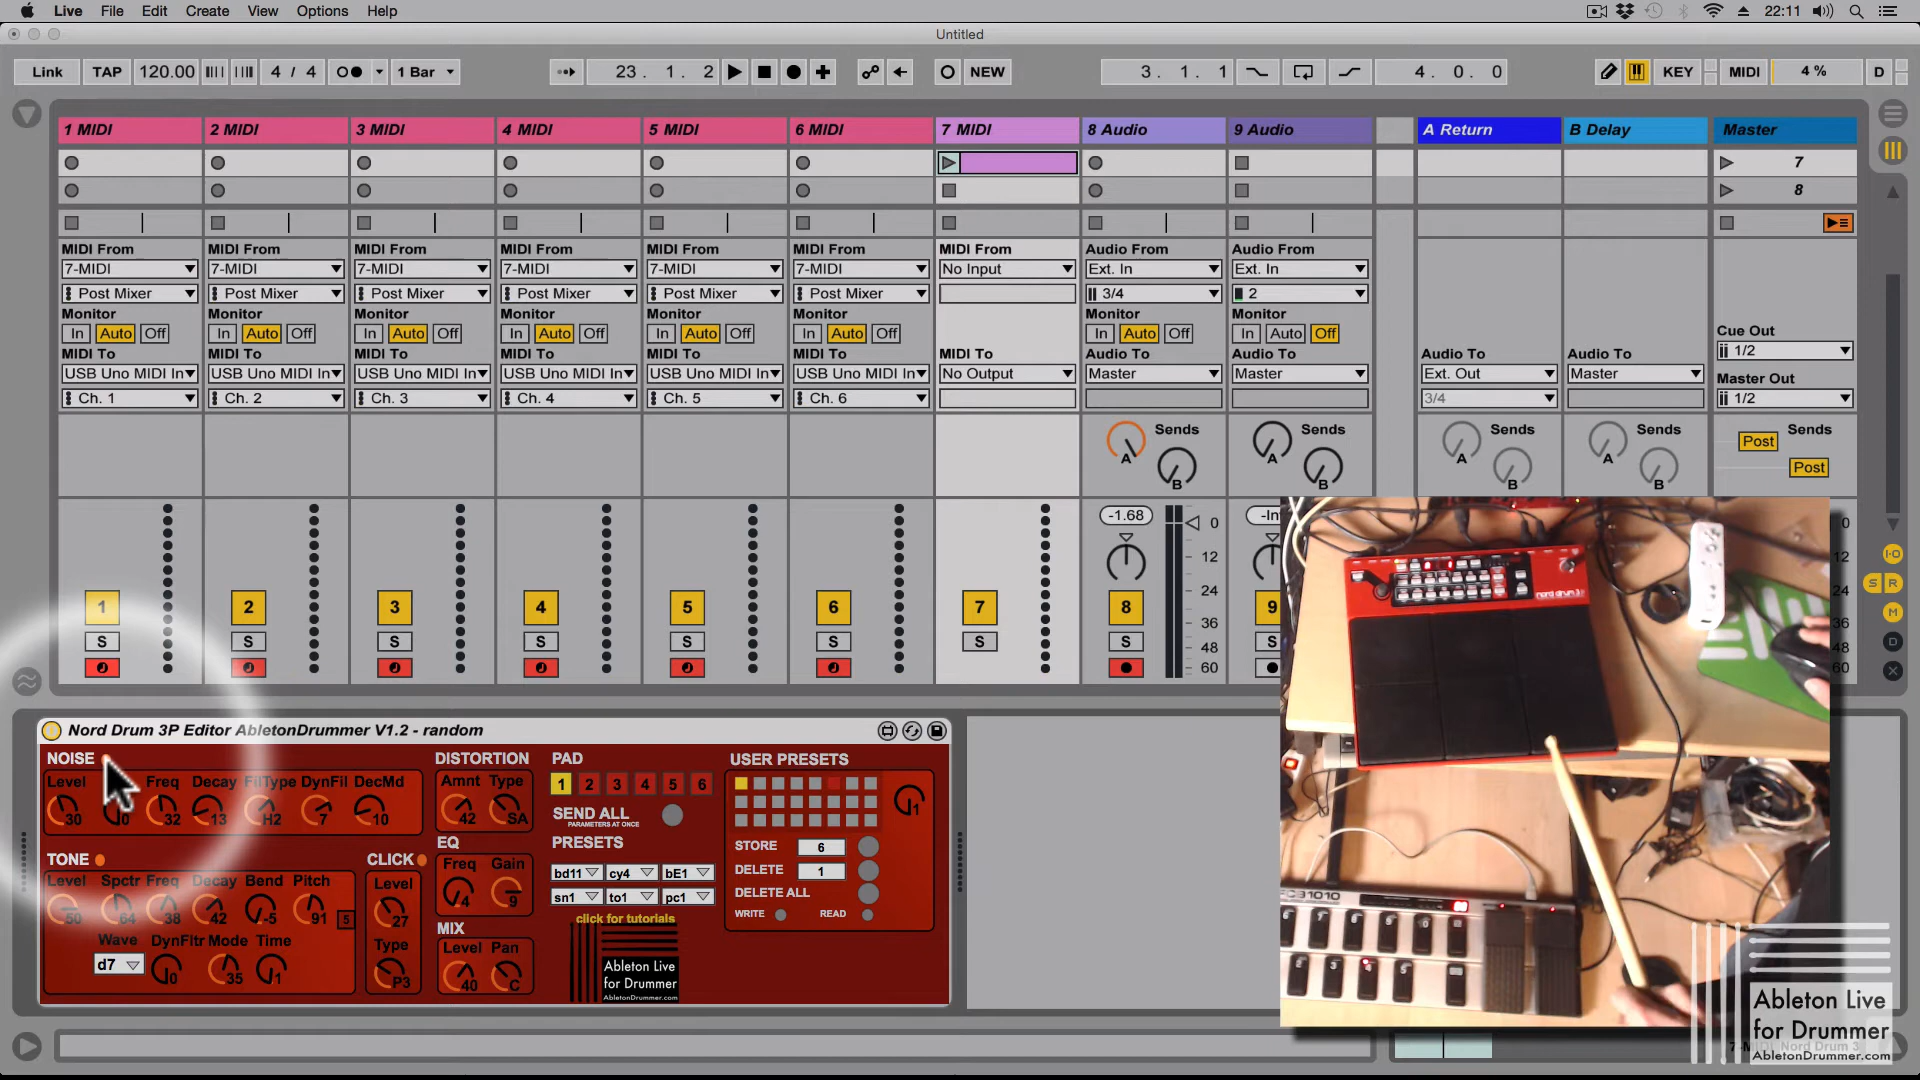 Live File Edit Create View Options Help 22:11
Untitled
Link TAP 120.00 4 / 4 1 Bar 23. 1. 2 NEW 3. 1. 1 4. 0. 0 KEY MIDI 4 % D
1 MIDI 2 MIDI 3 MIDI 4 MIDI 5 MIDI 6 MIDI 7 MIDI 8 Audio 9 Audio A Return B Delay Master
7
8
MIDI From MIDI From MIDI From MIDI From MIDI From MIDI From MIDI From Audio From Audio From
7-MIDI 7-MIDI 7-MIDI 7-MIDI 7-MIDI 7-MIDI No Input Ext. In Ext. In
Post Mixer Post Mixer Post Mixer Post Mixer Post Mixer Post Mixer 3/4 2
Monitor Monitor Monitor Monitor Monitor Monitor Monitor Monitor
In Auto Off In Auto Off In Auto Off In Auto Off In Auto Off In Auto Off In Auto Off In Auto Off Cue Out
MIDI To MIDI To MIDI To MIDI To MIDI To MIDI To MIDI To Audio To Audio To Audio To Audio To 1/2
USB Uno MIDI In USB Uno MIDI In USB Uno MIDI In USB Uno MIDI In USB Uno MIDI In USB Uno MIDI In No Output Master Master Ext. Out Master Master Out
Ch. 1 Ch. 2 Ch. 3 Ch. 4 Ch. 5 Ch. 6 3/4 1/2
Sends Sends Sends Sends Sends
A A A A Post
B B B B Post
-1.68 0 0
12 12
24 24
1 2 3 4 5 6 7 8 36 9 36
S S S S S S S S 48 48
60 60
I-O
S R
M
D
X
Nord Drum 3P Editor AbletonDrummer V1.2 - random
NOISE DISTORTION PAD USER PRESETS
Level Freq Decay FilType DynFil DecMd Amnt Type 1 2 3 4 5 6
30 0 32 13 H2 7 10 42 SA SEND ALL 1
PARAMETERS AT ONCE
EQ PRESETS STORE 6
TONE CLICK Freq Gain bd11 cy4 bE1 DELETE 1
Level Spctr Freq Decay Bend Pitch Level 4 9 sn1 to1 pc1 DELETE ALL
50 64 38 42 -5 91 5 27 click for tutorials WRITE READ
Wave DynFltr Mode Time Type MIX
d7 0 35 1 P3 Level Pan
40 C
Ableton Live
for Drummer
AbletonDrummer.com
nord drum 3P
FCB1010
Ableton Live
for Drummer
AbletonDrummer.com